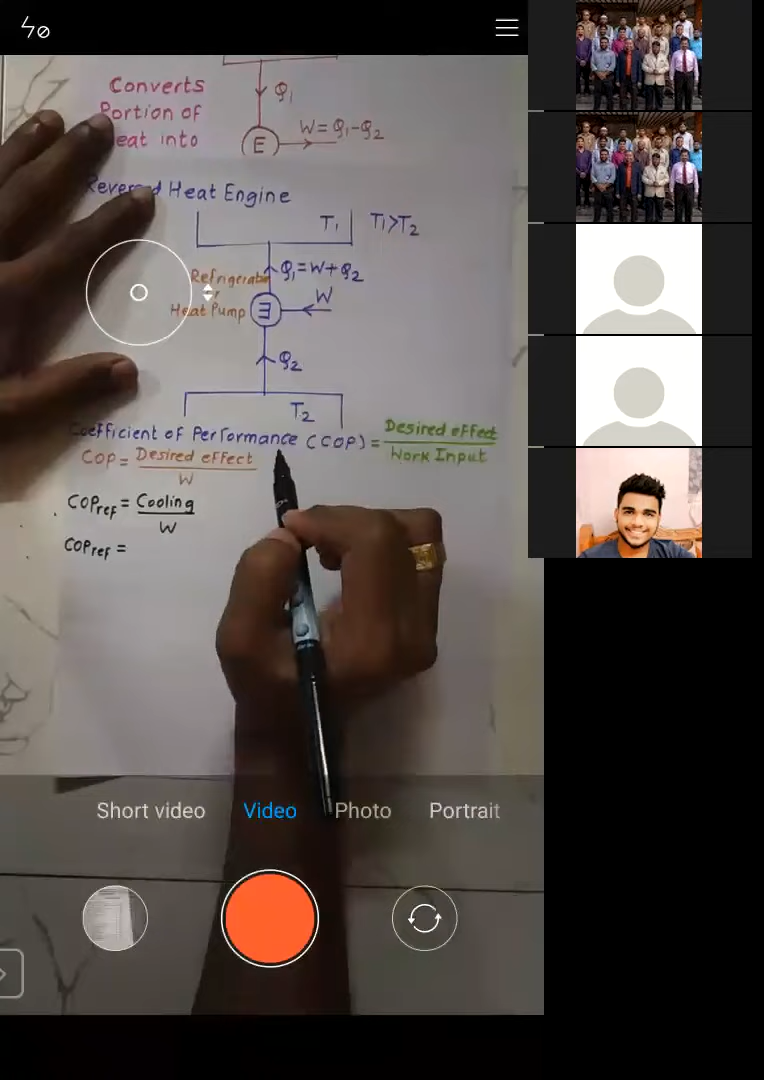 Converts
Portion of
eat into
Q1
W=Q1-Q2
E
Reversed Heat Engine
T1
T1>T2
Q1=W+Q2
Refrigerator
or
Heat Pump
E
W
Q2
T2
Coefficient of Performance (COP) = Desired effect
Work Input
COP = Desired effect
W
COPref = Cooling
W
COPref =
Short video Video Photo Portrait